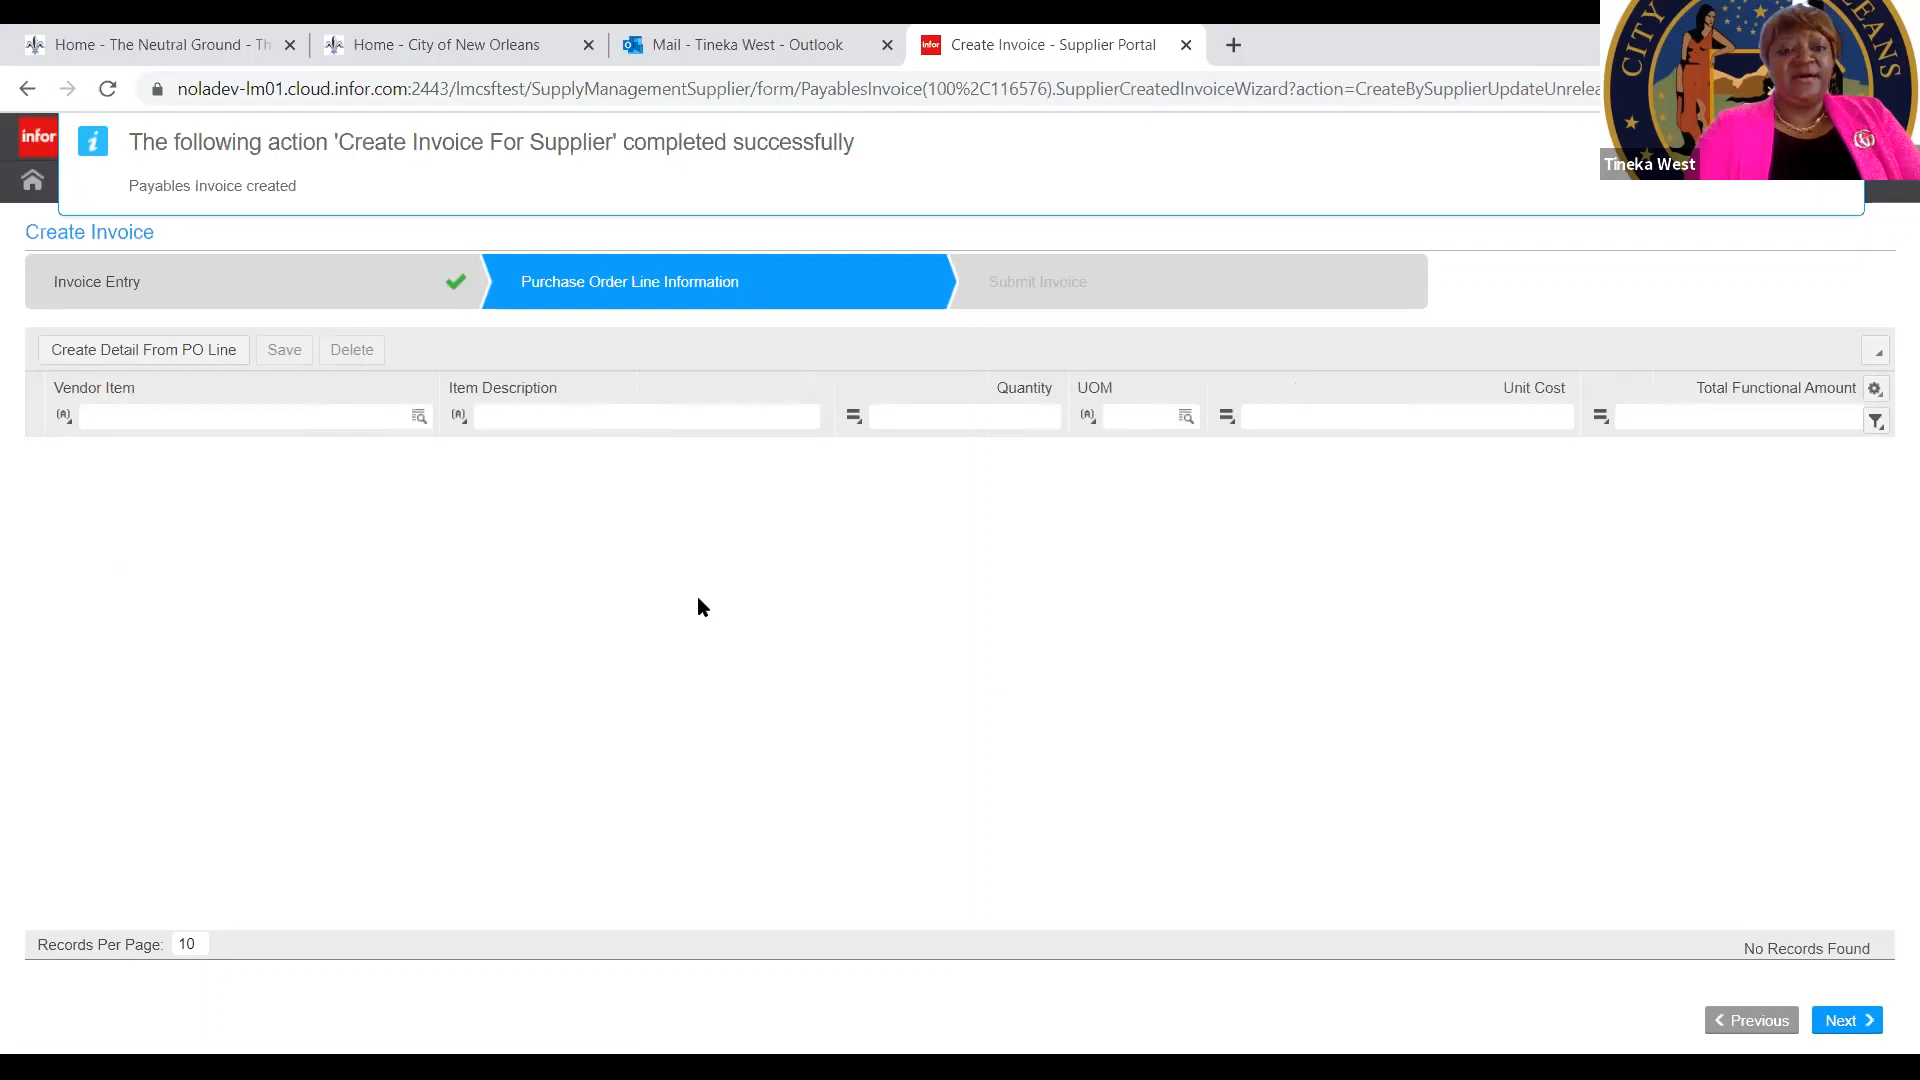 Home - The Neutral Ground - Th
Home - City of New Orleans
Mail - Tineka West - Outlook
infor
Create Invoice - Supplier Portal
noladev-lm01.cloud.infor.com:2443/lmcsftest/SupplyManagementSupplier/form/PayablesInvoice(100%2C116576).SupplierCreatedInvoiceWizard?action=CreateBySupplierUpdateUnrelea
CITY
LEANS
Tineka West
infor
The following action 'Create Invoice For Supplier' completed successfully
Payables Invoice created
Create Invoice
Invoice Entry
Purchase Order Line Information
Submit Invoice
Create Detail From PO Line
Save
Delete
Vendor Item
Item Description
Quantity
UOM
Unit Cost
Total Functional Amount
Records Per Page: 10
No Records Found
Previous
Next